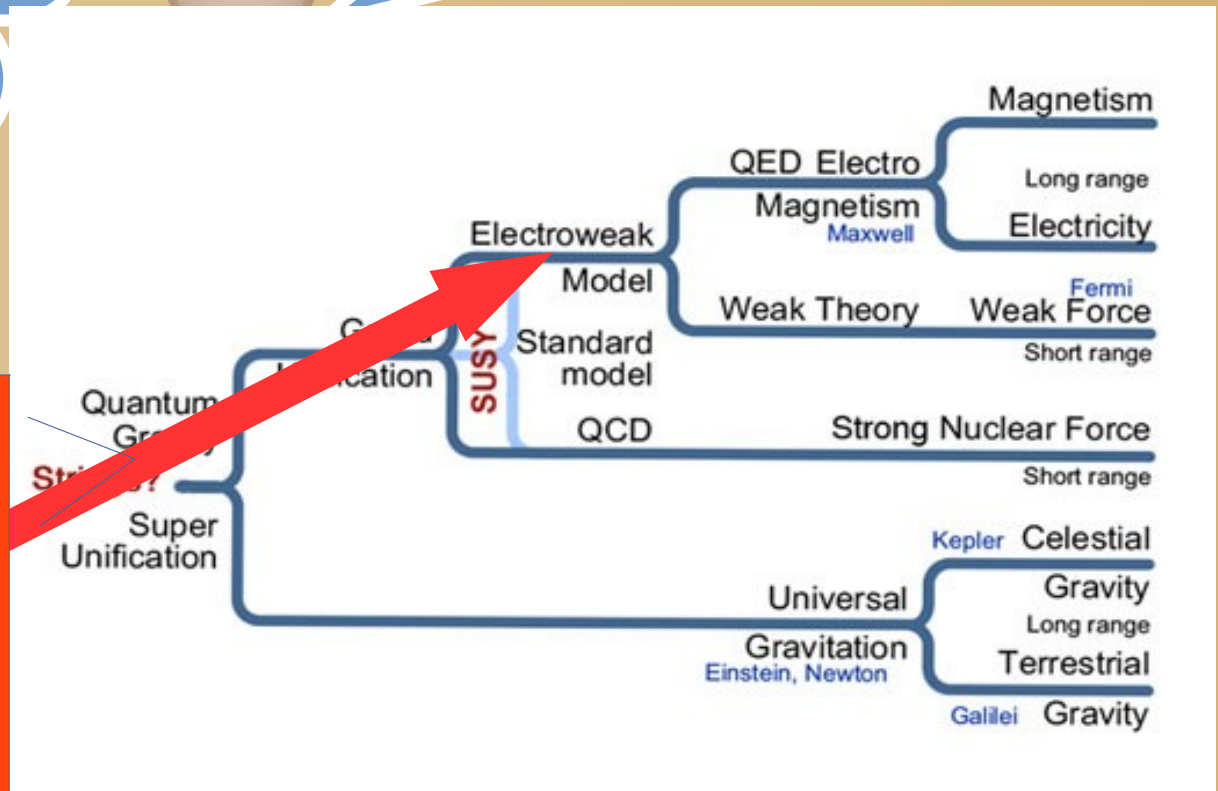 Magnetism
QED Electro
Long range
Magnetism
Electricity
Maxwell
Electroweak
Fermi
Model
Weak Theory
Weak Force
Short range
SUSY
Standard
model
Quantum
QCD
Strong Nuclear Force
Short range
Super
Unification
Kepler
Celestial
Gravity
Universal
Long range
Gravitation
Einstein, Newton
Terrestrial
Galilei
Gravity